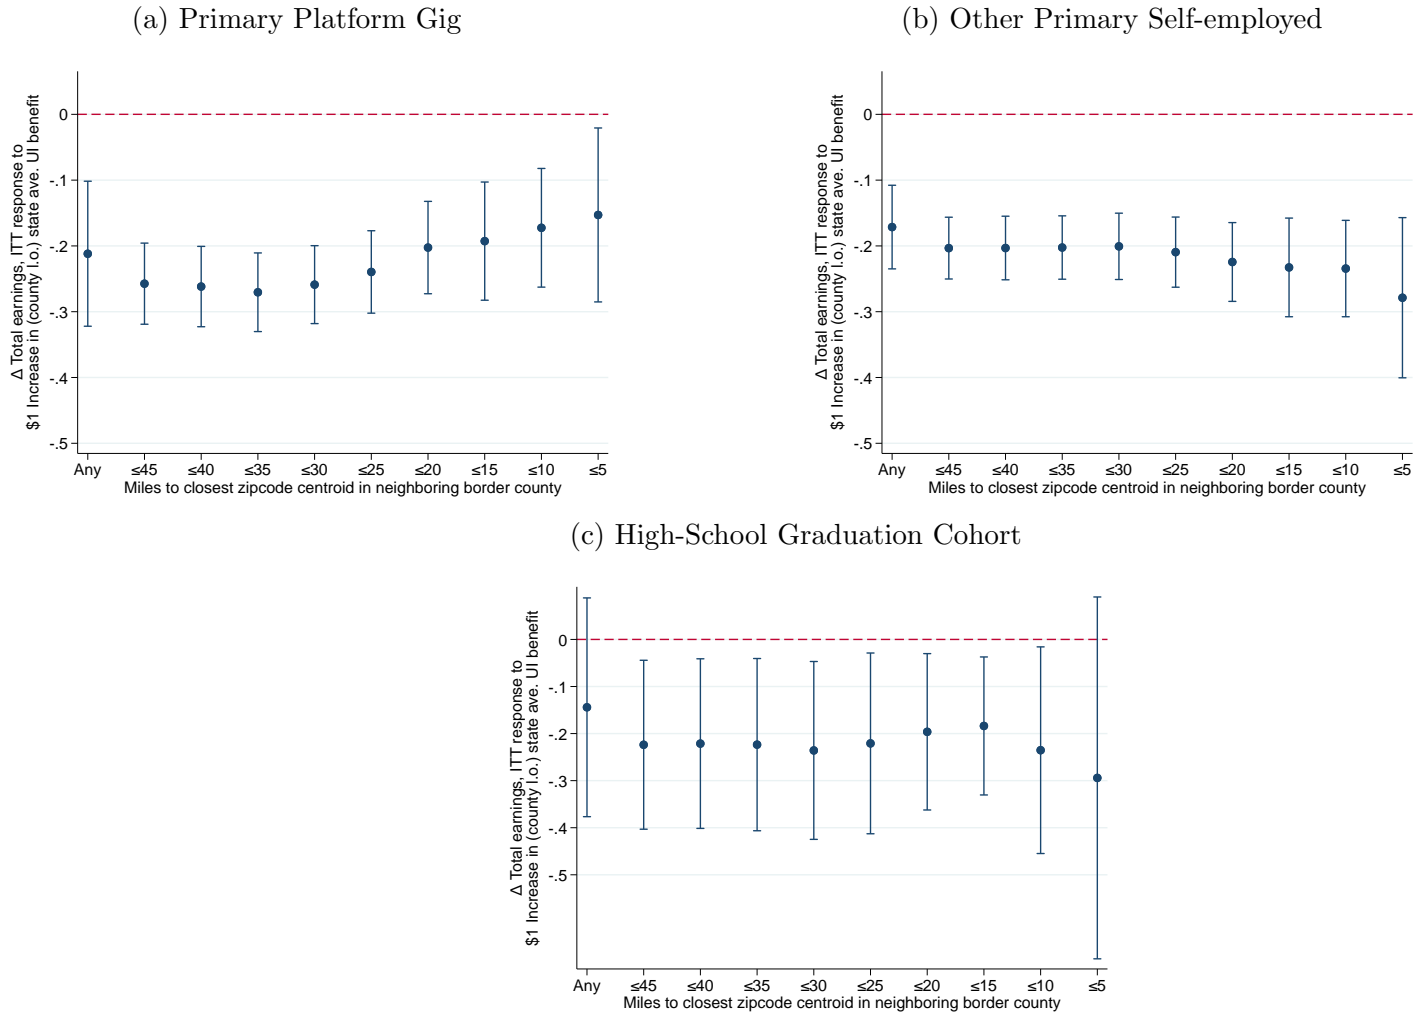 (a) Primary Platform Gig
Δ Total earnings, ITT response to
$1 Increase in (county l.o.) state ave. UI benefit
0
-.1
-.2
-.3
-.4
-.5
Any ≤45 ≤40 ≤35 ≤30 ≤25 ≤20 ≤15 ≤10 ≤5
Miles to closest zipcode centroid in neighboring border county
(b) Other Primary Self-employed
Δ Total earnings, ITT response to
$1 Increase in (county l.o.) state ave. UI benefit
0
-.1
-.2
-.3
-.4
-.5
Any ≤45 ≤40 ≤35 ≤30 ≤25 ≤20 ≤15 ≤10 ≤5
Miles to closest zipcode centroid in neighboring border county
(c) High-School Graduation Cohort
Δ Total earnings, ITT response to
$1 Increase in (county l.o.) state ave. UI benefit
0
-.1
-.2
-.3
-.4
-.5
Any ≤45 ≤40 ≤35 ≤30 ≤25 ≤20 ≤15 ≤10 ≤5
Miles to closest zipcode centroid in neighboring border county